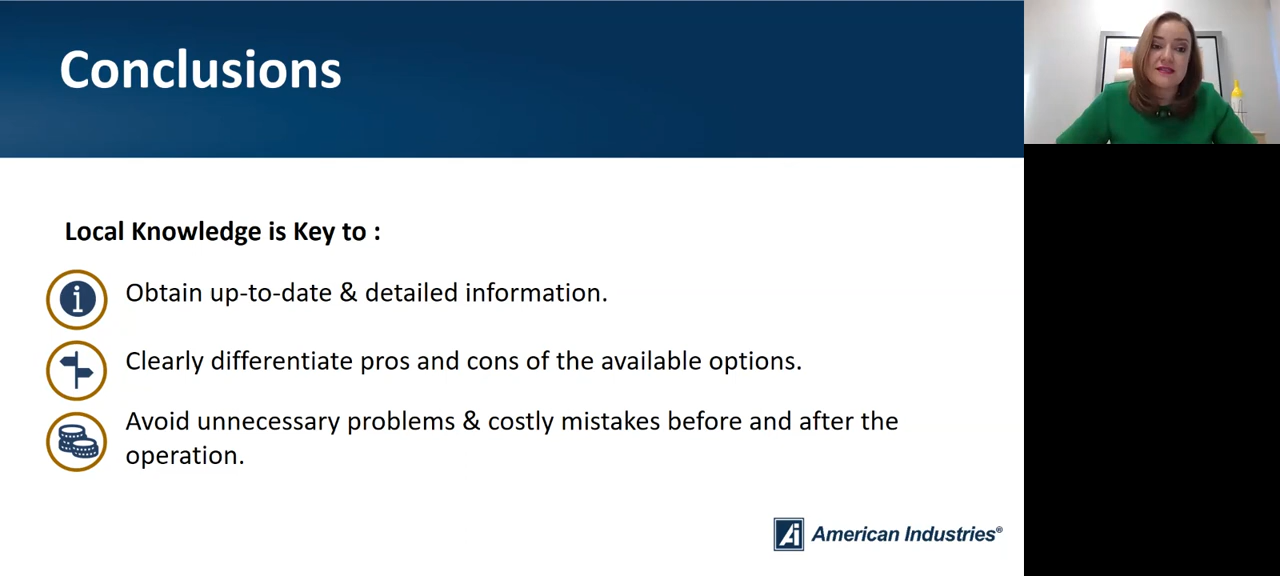 Conclusions
Local Knowledge is Key to :
Obtain up-to-date & detailed information.
Clearly differentiate pros and cons of the available options.
Avoid unnecessary problems & costly mistakes before and after the
operation.
Ai American Industries®